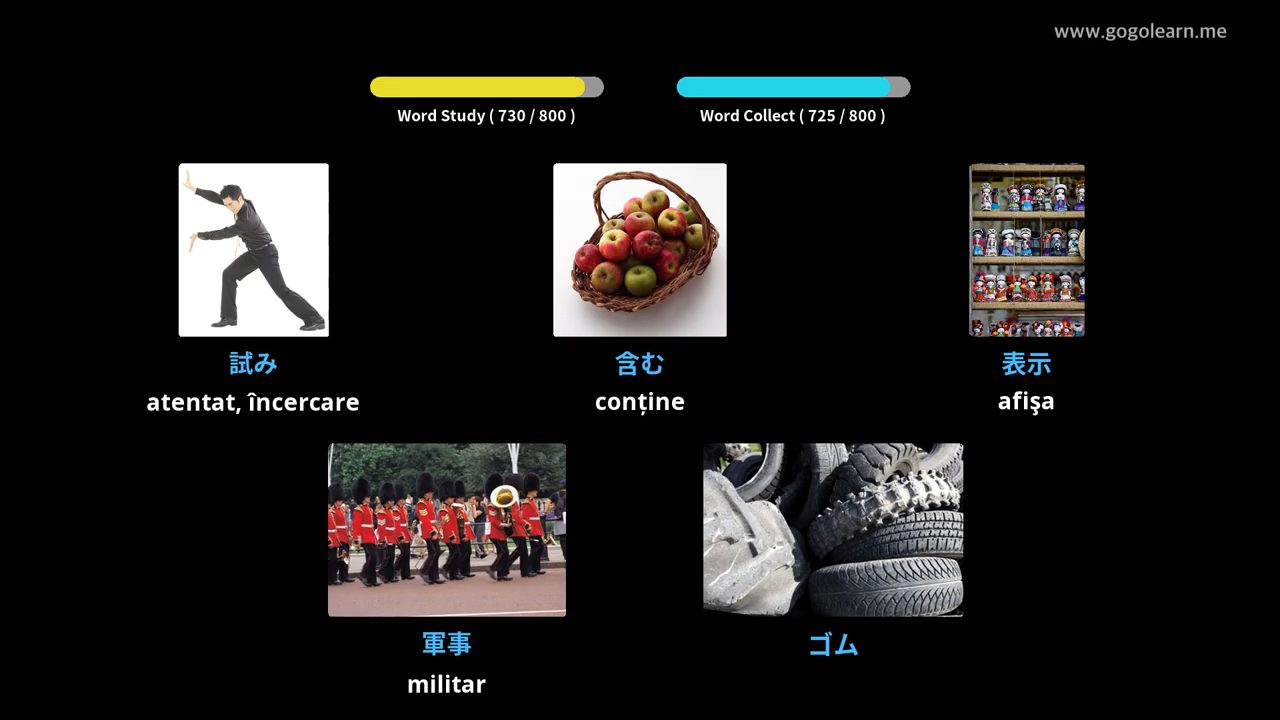 www.gogolearn.me
Word Study ( 730 / 800 )
Word Collect ( 725 / 800 )
試み
atentat, încercare
含む
conține
表示
afişa
軍事
militar
ゴム